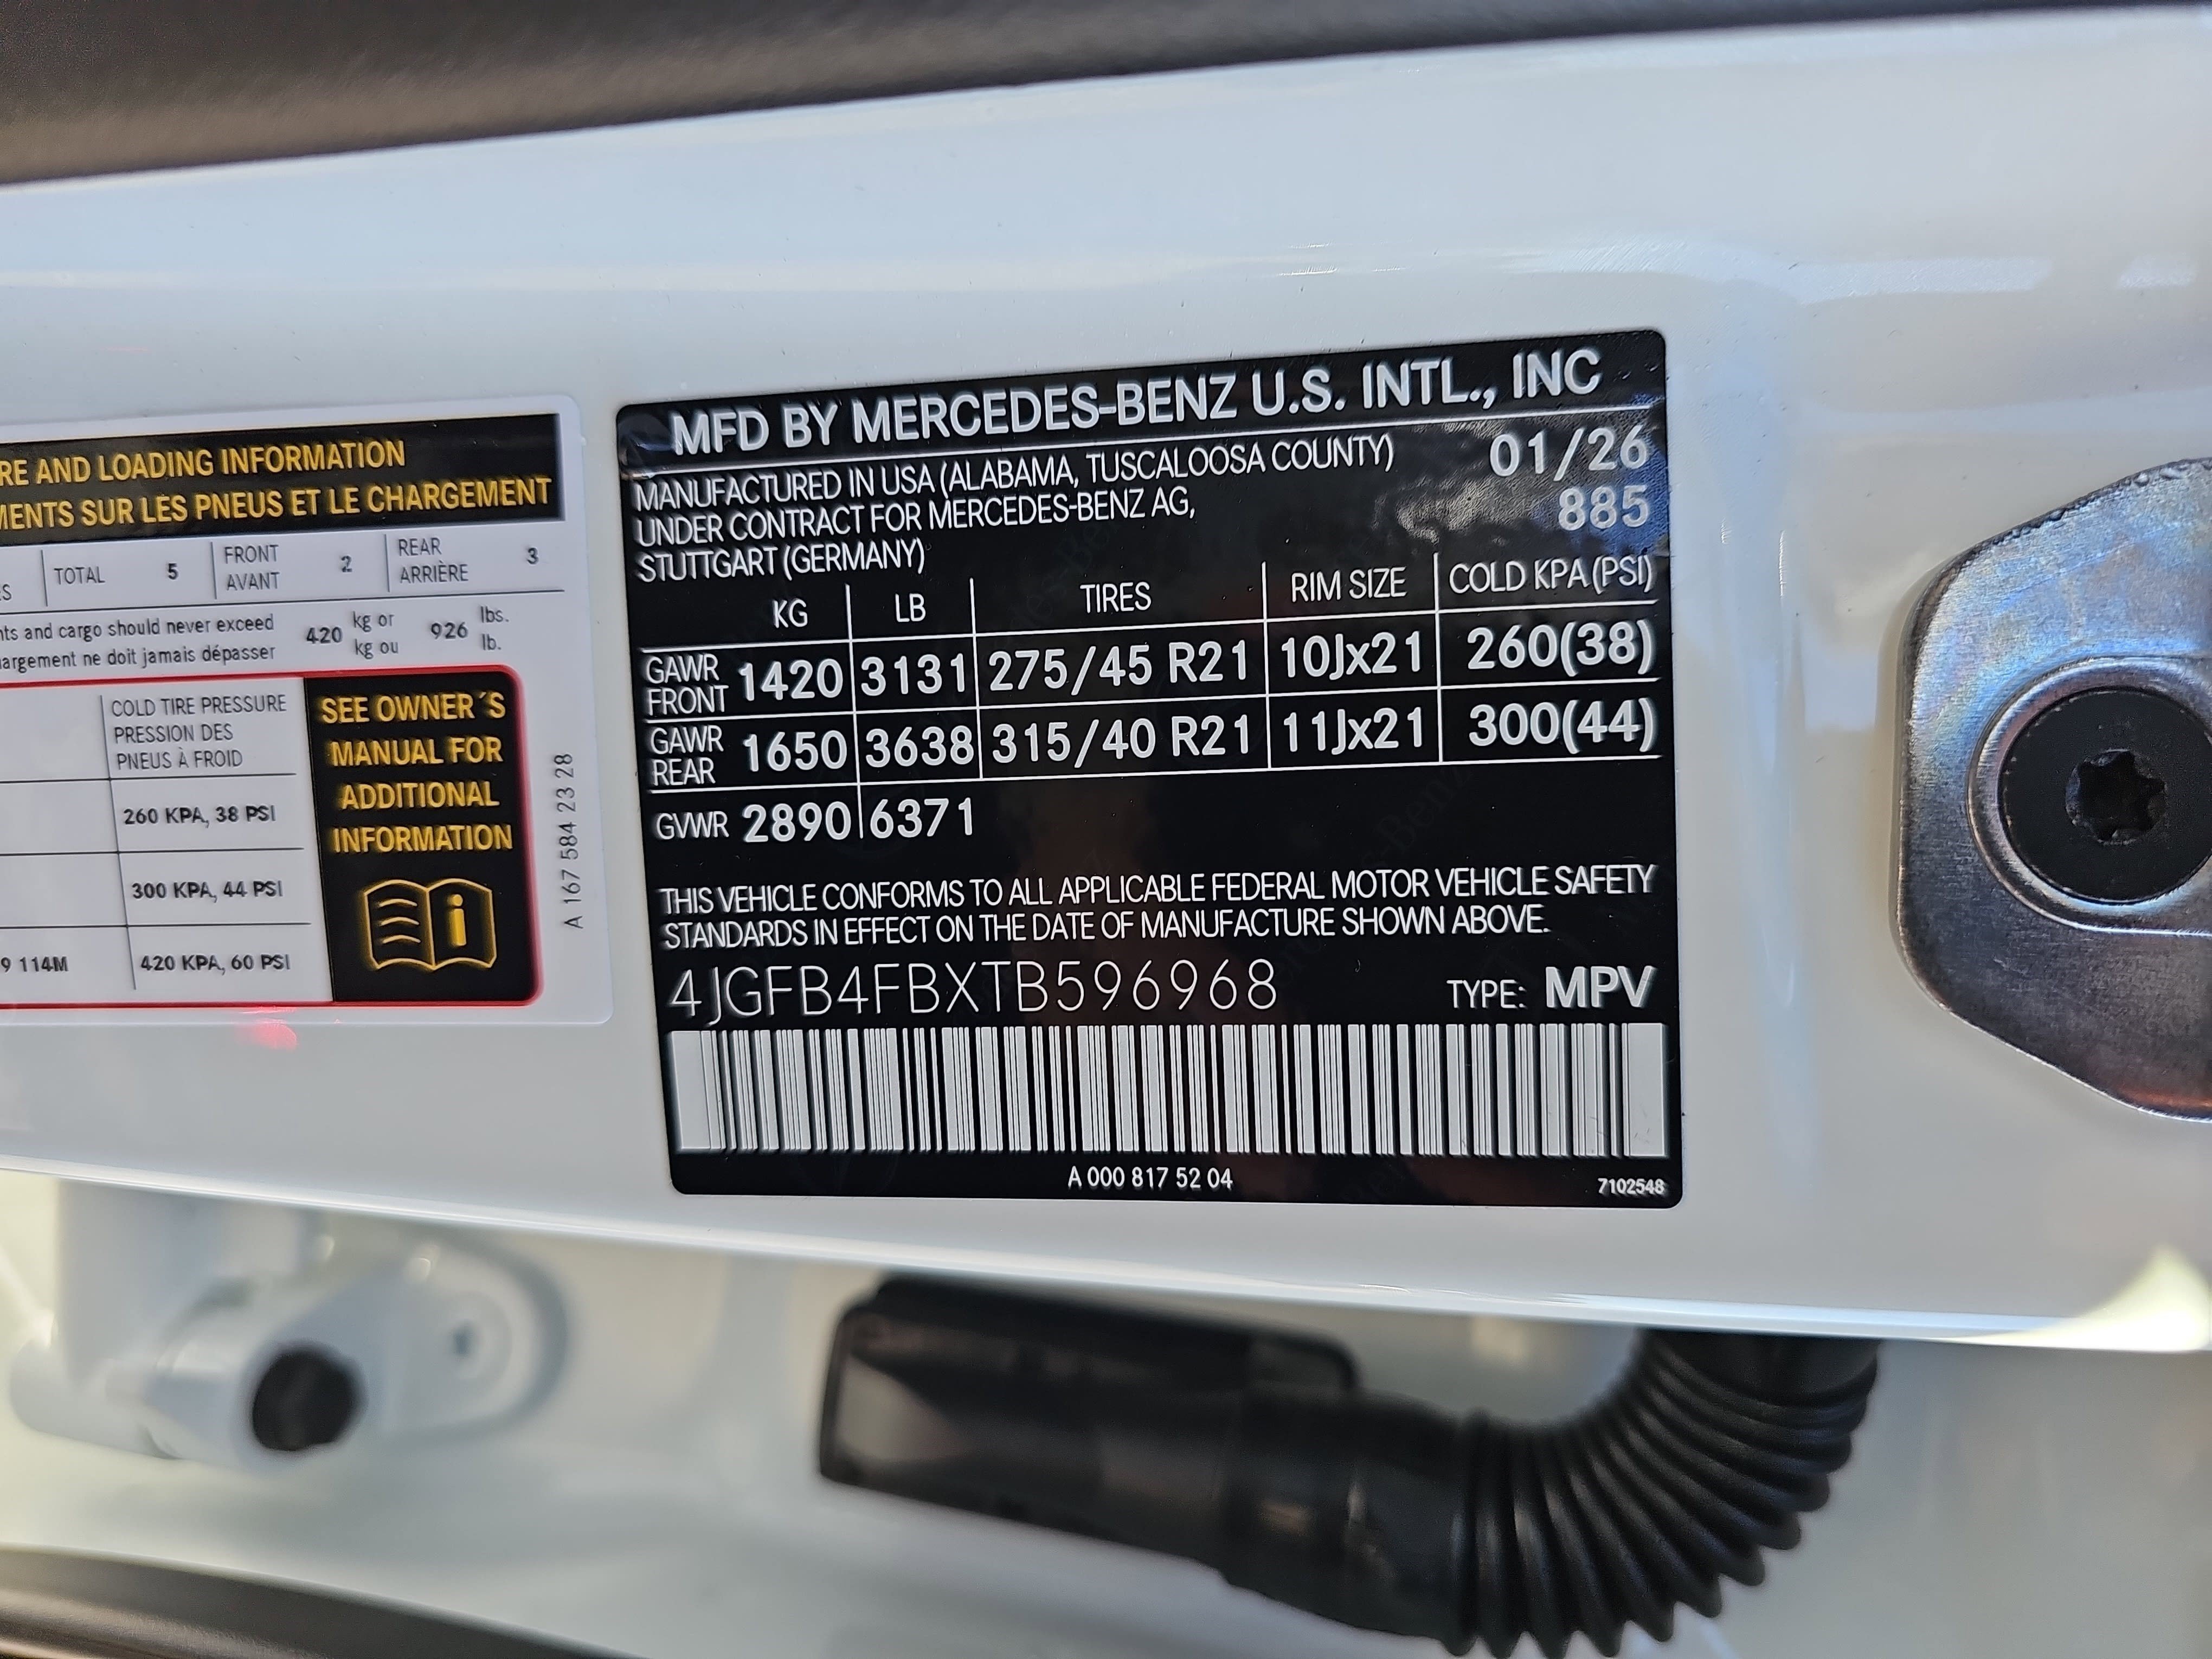 RE AND LOADING INFORMATION
MENTS SUR LES PNEUS ET LE CHARGEMENT
TOTAL 5 FRONT AVANT 2 REAR ARRIÈRE 3
and cargo should never exceed 420 kg or 926 lbs.
ne doit jamais dépasser kg ou lb.
COLD TIRE PRESSURE
PRESSION DES
PNEUS À FROID
260 KPA, 38 PSI
300 KPA, 44 PSI
9 114M 420 KPA, 60 PSI
SEE OWNER´S
MANUAL FOR
ADDITIONAL
INFORMATION
A 167 584 23 28
MFD BY MERCEDES-BENZ U.S. INTL., INC
MANUFACTURED IN USA (ALABAMA, TUSCALOOSA COUNTY) 01/26
UNDER CONTRACT FOR MERCEDES-BENZ AG, 885
STUTTGART (GERMANY)
KG LB TIRES RIM SIZE COLD KPA (PSI)
GAWR FRONT 1420 3131 275/45 R21 10Jx21 260(38)
GAWR REAR 1650 3638 315/40 R21 11Jx21 300(44)
GVWR 2890 6371
THIS VEHICLE CONFORMS TO ALL APPLICABLE FEDERAL MOTOR VEHICLE SAFETY
STANDARDS IN EFFECT ON THE DATE OF MANUFACTURE SHOWN ABOVE.
4JGFB4FBXTB596968 TYPE: MPV
A 000 817 52 04
7102548